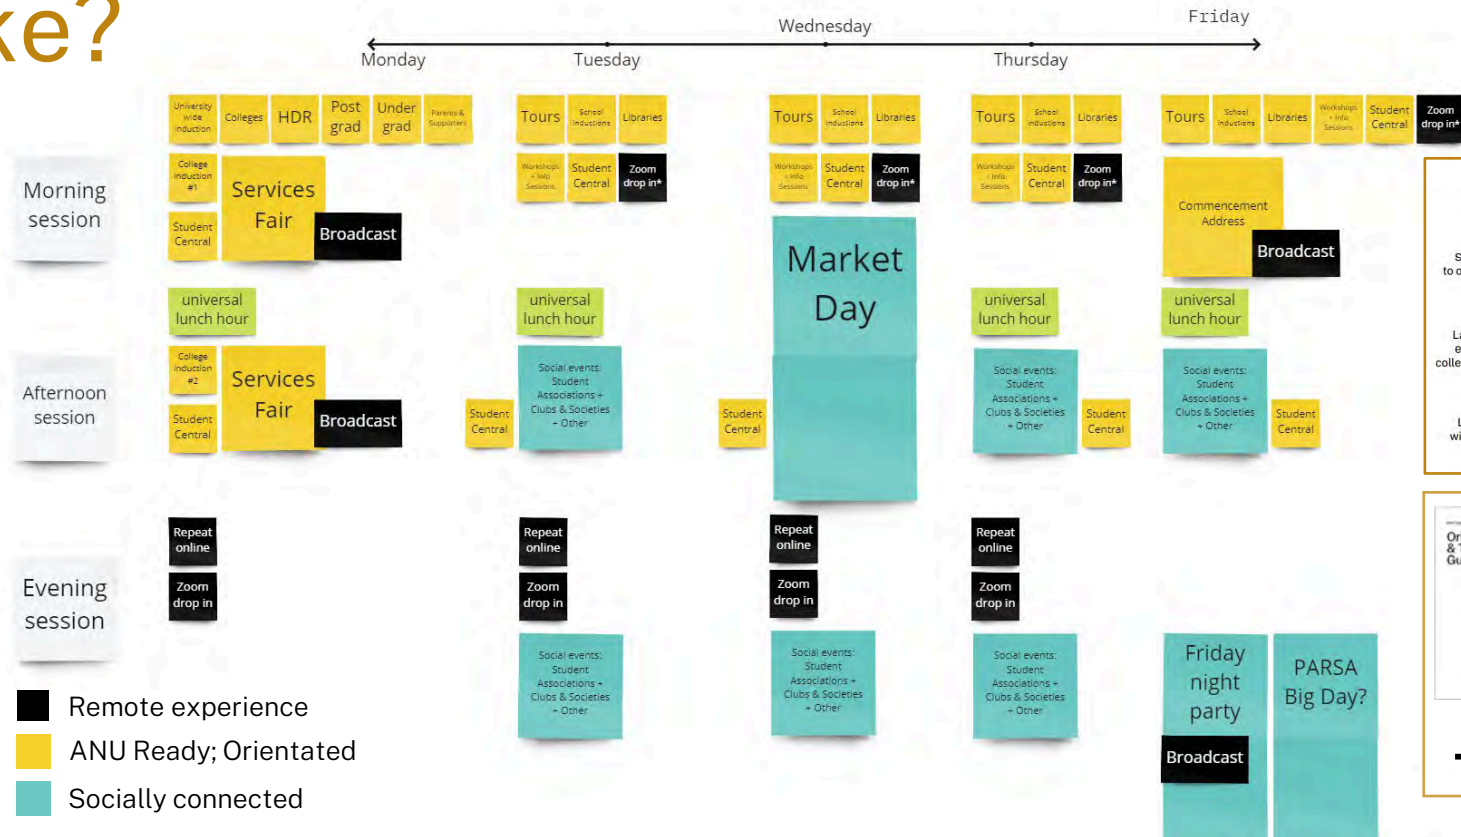 ke?
Wednesday
Friday
Monday
Tuesday
Thursday
University
wide
induction
Colleges
HDR
Post
grad
Under
grad
Parents &
Supporters
Tours
School
Inductions
Libraries
Tours
School
Inductions
Libraries
Tours
School
Inductions
Libraries
Tours
School
Inductions
Libraries
Workshops
+ Info
Sessions
Student
Central
Zoom
drop in*
Morning
session
College
induction
#1
Student
Central
Services
Fair
Broadcast
Workshops
+ Info
Sessions
Student
Central
Zoom
drop in*
Workshops
+ Info
Sessions
Student
Central
Zoom
drop in*
Market
Day
Workshops
+ Info
Sessions
Student
Central
Zoom
drop in*
Commencement
Address
Broadcast
universal
lunch hour
universal
lunch hour
universal
lunch hour
universal
lunch hour
Afternoon
session
College
induction
#2
Student
Central
Services
Fair
Broadcast
Student
Central
Social events:
Student
Associations +
Clubs & Societies
+ Other
Student
Central
Social events:
Student
Associations +
Clubs & Societies
+ Other
Student
Central
Social events:
Student
Associations +
Clubs & Societies
+ Other
Student
Central
Evening
session
Repeat
online
Zoom
drop in
Repeat
online
Zoom
drop in
Social events:
Student
Associations +
Clubs & Societies
+ Other
Repeat
online
Zoom
drop in
Social events:
Student
Associations +
Clubs & Societies
+ Other
Repeat
online
Zoom
drop in
Social events:
Student
Associations +
Clubs & Societies
+ Other
Friday
night
party
Broadcast
PARSA
Big Day?
Remote experience
ANU Ready; Orientated
Socially connected
S
to o
La
e
colle
L
wi
Or
& T
Gu